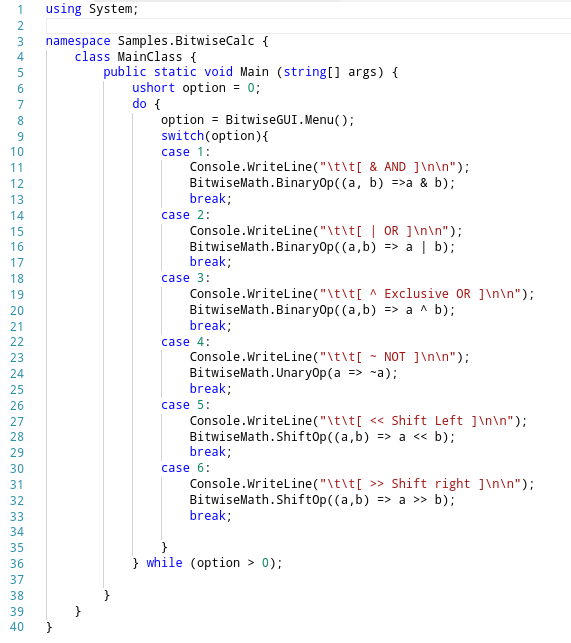 1 using System;
2
3 namespace Samples.BitwiseCalc {
4     class MainClass {
5         public static void Main (string[] args) {
6             ushort option = 0;
7             do {
8                 option = BitwiseGUI.Menu();
9                 switch(option){
10                 case 1:
11                     Console.WriteLine("\t\t[ & AND ]\n\n");
12                     BitwiseMath.BinaryOp((a, b) =>a & b);
13                     break;
14                 case 2:
15                     Console.WriteLine("\t\t[ | OR ]\n\n");
16                     BitwiseMath.BinaryOp((a,b) => a | b);
17                     break;
18                 case 3:
19                     Console.WriteLine("\t\t[ ^ Exclusive OR ]\n\n");
20                     BitwiseMath.BinaryOp((a,b) => a ^ b);
21                     break;
22                 case 4:
23                     Console.WriteLine("\t\t[ ~ NOT ]\n\n");
24                     BitwiseMath.UnaryOp(a => ~a);
25                     break;
26                 case 5:
27                     Console.WriteLine("\t\t[ << Shift Left ]\n\n");
28                     BitwiseMath.ShiftOp((a,b) => a << b);
29                     break;
30                 case 6:
31                     Console.WriteLine("\t\t[ >> Shift right ]\n\n");
32                     BitwiseMath.ShiftOp((a,b) => a >> b);
33                     break;
34
35                 }
36             } while (option > 0);
37
38         }
39     }
40 }